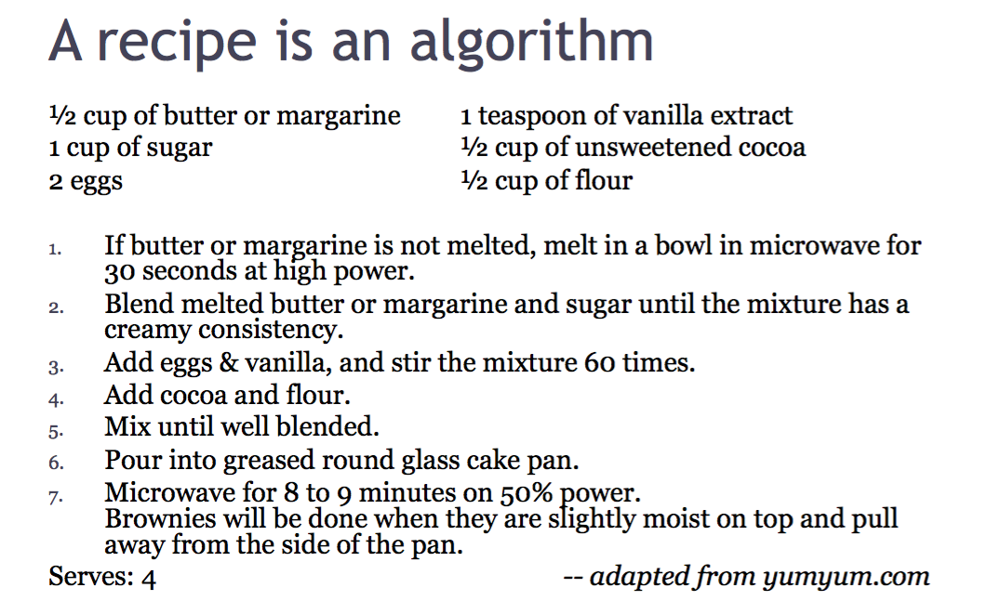 A recipe is an algorithm
½ cup of butter or margarine
1 cup of sugar
2 eggs
1 teaspoon of vanilla extract
½ cup of unsweetened cocoa
½ cup of flour
1. If butter or margarine is not melted, melt in a bowl in microwave for
30 seconds at high power.
2. Blend melted butter or margarine and sugar until the mixture has a
creamy consistency.
3. Add eggs & vanilla, and stir the mixture 60 times.
4. Add cocoa and flour.
5. Mix until well blended.
6. Pour into greased round glass cake pan.
7. Microwave for 8 to 9 minutes on 50% power.
Brownies will be done when they are slightly moist on top and pull
away from the side of the pan.
Serves: 4
-- adapted from yumyum.com